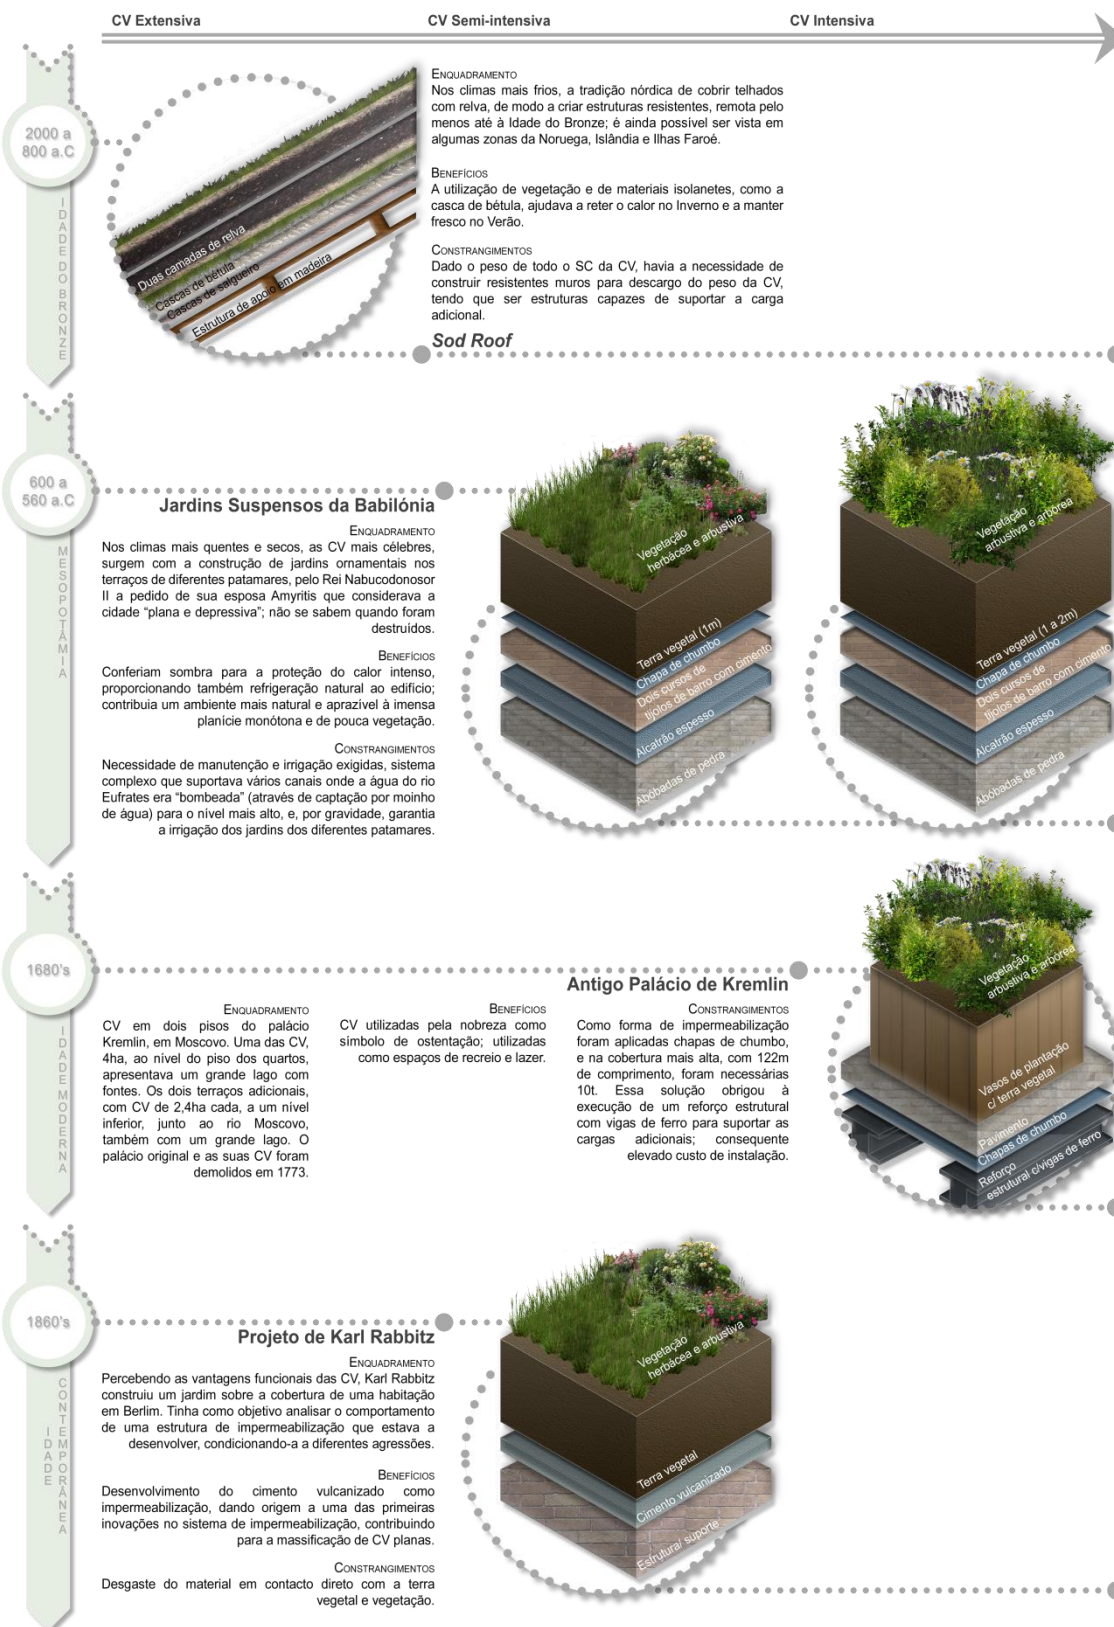 CV Extensiva
CV Semi-intensiva
CV Intensiva
2000 a
800 a.C
IDADE DO BRONZE
ENQUADRAMENTO
Nos climas mais frios, a tradição nórdica de cobrir telhados
com relva, de modo a criar estruturas resistentes, remota pelo
menos até à Idade do Bronze; é ainda possível ser vista em
algumas zonas da Noruega, Islândia e Ilhas Faroé.
BENEFÍCIOS
A utilização de vegetação e de materiais isolanetes, como a
casca de bétula, ajudava a reter o calor no Inverno e a manter
fresco no Verão.
CONSTRANGIMENTOS
Dado o peso de todo o SC da CV, havia a necessidade de
construir resistentes muros para descargo do peso da CV,
tendo que ser estruturas capazes de suportar a carga
adicional.
Sod Roof
Duas camadas de relva
Cascas de bétula
Cascas de salgueiro
Estrutura de apoio em madeira
600 a
560 a.C
MESOPOTÂMIA
Jardins Suspensos da Babilónia
ENQUADRAMENTO
Nos climas mais quentes e secos, as CV mais célebres,
surgem com a construção de jardins ornamentais nos
terraços de diferentes patamares, pelo Rei Nabucodonosor
II a pedido de sua esposa Amyritis que considerava a
cidade “plana e depressiva”; não se sabem quando foram
destruídos.
BENEFÍCIOS
Conferiam sombra para a proteção do calor intenso,
proporcionando também refrigeração natural ao edifício;
contribuia um ambiente mais natural e aprazível à imensa
planície monótona e de pouca vegetação.
CONSTRANGIMENTOS
Necessidade de manutenção e irrigação exigidas, sistema
complexo que suportava vários canais onde a água do rio
Eufrates era “bombeada” (através de captação por moinho
de água) para o nível mais alto, e, por gravidade, garantia
a irrigação dos jardins dos diferentes patamares.
Vegetação
herbácea e arbustiva
Terra vegetal (1m)
Chapa de chumbo
Dois cursos de
tijolos de barro com cimento
Alcatrão espesso
Abóbadas de pedra
Vegetação
arbustiva e arbórea
Terra vegetal (1 a 2m)
Chapa de chumbo
Dois cursos de
tijolos de barro com cimento
Alcatrão espesso
Abóbadas de pedra
1680's
IDADE MODERNA
Antigo Palácio de Kremlin
ENQUADRAMENTO
CV em dois pisos do palácio
Kremlin, em Moscovo. Uma das CV,
4ha, ao nível do piso dos quartos,
apresentava um grande lago com
fontes. Os dois terraços adicionais,
com CV de 2,4ha cada, a um nível
inferior, junto ao rio Moscovo,
também com um grande lago. O
palácio original e as suas CV foram
demolidos em 1773.
BENEFÍCIOS
CV utilizadas pela nobreza como
símbolo de ostentação; utilizadas
como espaços de recreio e lazer.
CONSTRANGIMENTOS
Como forma de impermeabilização
foram aplicadas chapas de chumbo,
e na cobertura mais alta, com 122m
de comprimento, foram necessárias
10t. Essa solução obrigou à
execução de um reforço estrutural
com vigas de ferro para suportar as
cargas adicionais; consequente
elevado custo de instalação.
Vegetação
arbustiva e arbórea
Vasos de plantação
c/ terra vegetal
Pavimento
Chapas de chumbo
Reforço
estrutural c/vigas de ferro
1860's
IDADE
CONTEMPORÂNEA
Projeto de Karl Rabbitz
ENQUADRAMENTO
Percebendo as vantagens funcionais das CV, Karl Rabbitz
construiu um jardim sobre a cobertura de uma habitação
em Berlim. Tinha como objetivo analisar o comportamento
de uma estrutura de impermeabilização que estava a
desenvolver, condicionando-a a diferentes agressões.
BENEFÍCIOS
Desenvolvimento do cimento vulcanizado como
impermeabilização, dando origem a uma das primeiras
inovações no sistema de impermeabilização, contribuindo
para a massificação de CV planas.
CONSTRANGIMENTOS
Desgaste do material em contacto direto com a terra
vegetal e vegetação.
Vegetação
herbácea e arbustiva
Terra vegetal
Cimento vulcanizado
Estrutura/ suporte